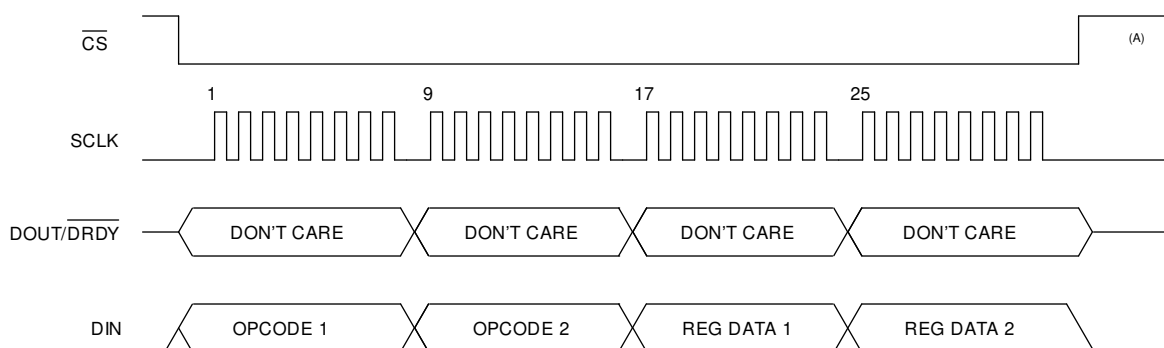 CS
(A)
1 9 17 25
SCLK
DOUT/DRDY DON'T CARE DON'T CARE DON'T CARE DON'T CARE
DIN OPCODE 1 OPCODE 2 REG DATA 1 REG DATA 2